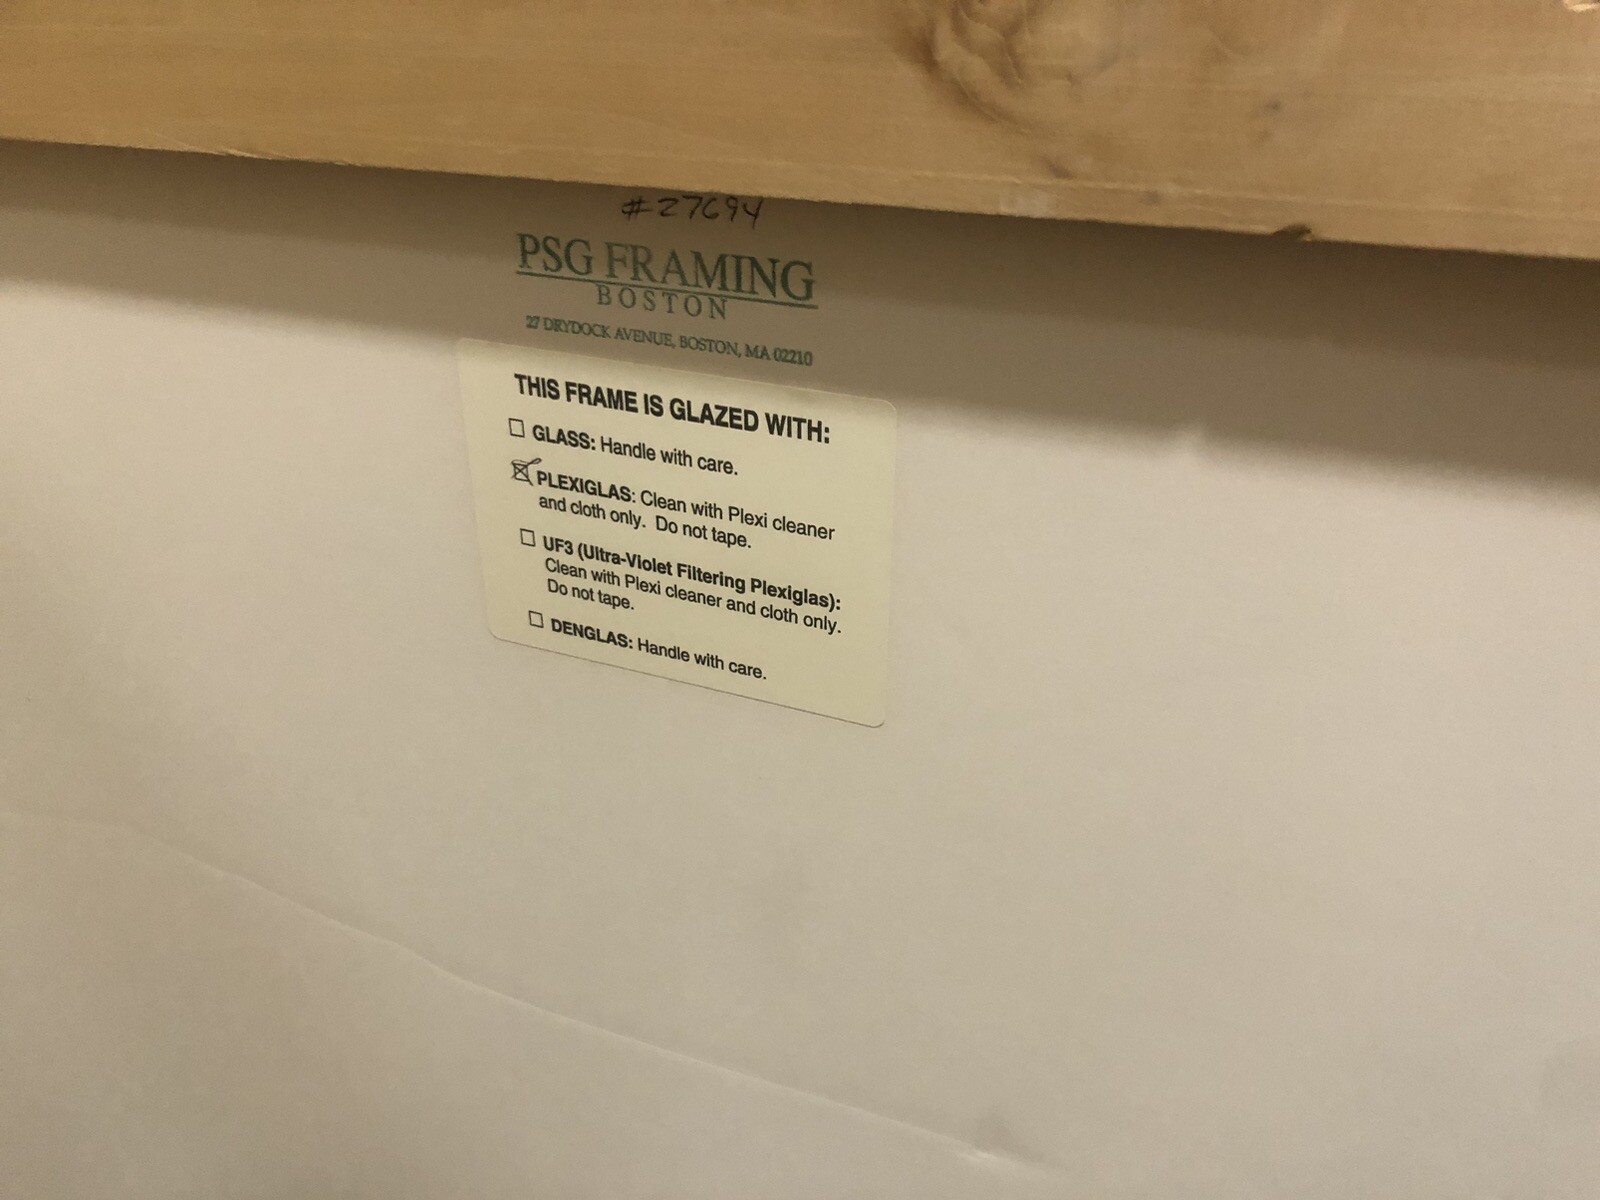 #27694
PSG FRAMING
BOSTON
27 DRYDOCK AVENUE, BOSTON, MA 02210
THIS FRAME IS GLAZED WITH:
☐ GLASS: Handle with care.
☒ PLEXIGLAS: Clean with Plexi cleaner
and cloth only. Do not tape.
☐ UF3 (Ultra-Violet Filtering Plexiglas):
Clean with Plexi cleaner and cloth only.
Do not tape.
☐ DENGLAS: Handle with care.